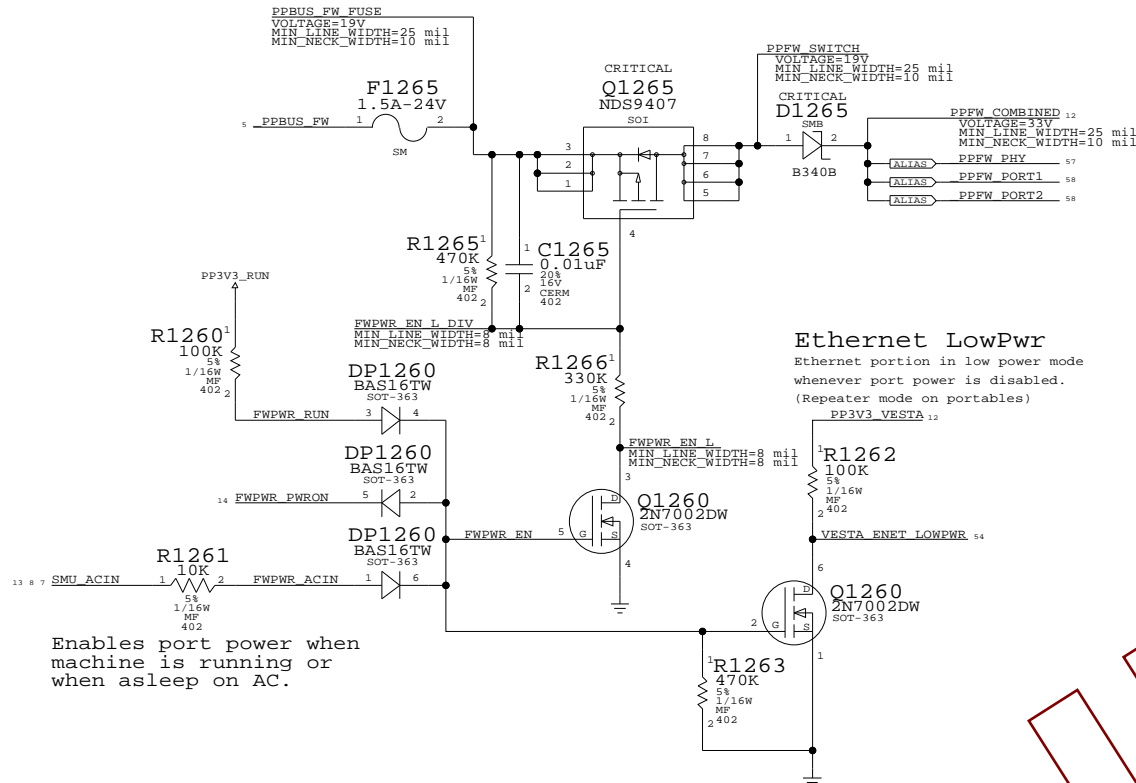 PPBUS_FW_FUSE
VOLTAGE=19V
MIN_LINE_WIDTH=25 mil
MIN_NECK_WIDTH=10 mil
F1265
1.5A-24V
5 _PPBUS_FW 1 2
SM
CRITICAL
Q1265
NDS9407
SOI
3
2
1
8
7
6
5
4
PPFW_SWITCH
VOLTAGE=19V
MIN_LINE_WIDTH=25 mil
MIN_NECK_WIDTH=10 mil
CRITICAL
D1265
SMB
1 2
B340B
PPFW_COMBINED 12
VOLTAGE=33V
MIN_LINE_WIDTH=25 mil
MIN_NECK_WIDTH=10 mil
ALIAS PPFW_PHY 57
ALIAS _PPFW_PORT1 58
ALIAS _PPFW_PORT2 58
R1265 1
470K
5%
1/16W
MF
402 2
1 C1265
0.01uF
20%
16V
2 CERM
402
PP3V3_RUN
R1260 1
100K
5%
1/16W
MF
402 2
FWPWR_EN_L_DIV
MIN_LINE_WIDTH=8 mil
MIN_NECK_WIDTH=8 mil
R1266 1
330K
5%
1/16W
MF
402 2
FWPWR_EN_L
MIN_LINE_WIDTH=8 mil
MIN_NECK_WIDTH=8 mil
DP1260
BAS16TW
SOT-363
FWPWR_RUN 3 4
DP1260
BAS16TW
SOT-363
14 FWPWR_PWRON 5 2
DP1260
BAS16TW
SOT-363
R1261
10K
13 8 7 SMU_ACIN 1 2 FWPWR_ACIN 1 6
5%
1/16W
MF
402
Enables port power when
machine is running or
when asleep on AC.
FWPWR_EN 5 G
3
D
S
4
Q1260
2N7002DW
SOT-363
Ethernet LowPwr
Ethernet portion in low power mode
whenever port power is disabled.
(Repeater mode on portables)
PP3V3_VESTA 12
1 R1262
100K
5%
1/16W
MF
2 402
VESTA_ENET_LOWPWR 54
6
D
2 G
S
1
Q1260
2N7002DW
SOT-363
1 R1263
470K
5%
1/16W
MF
2 402